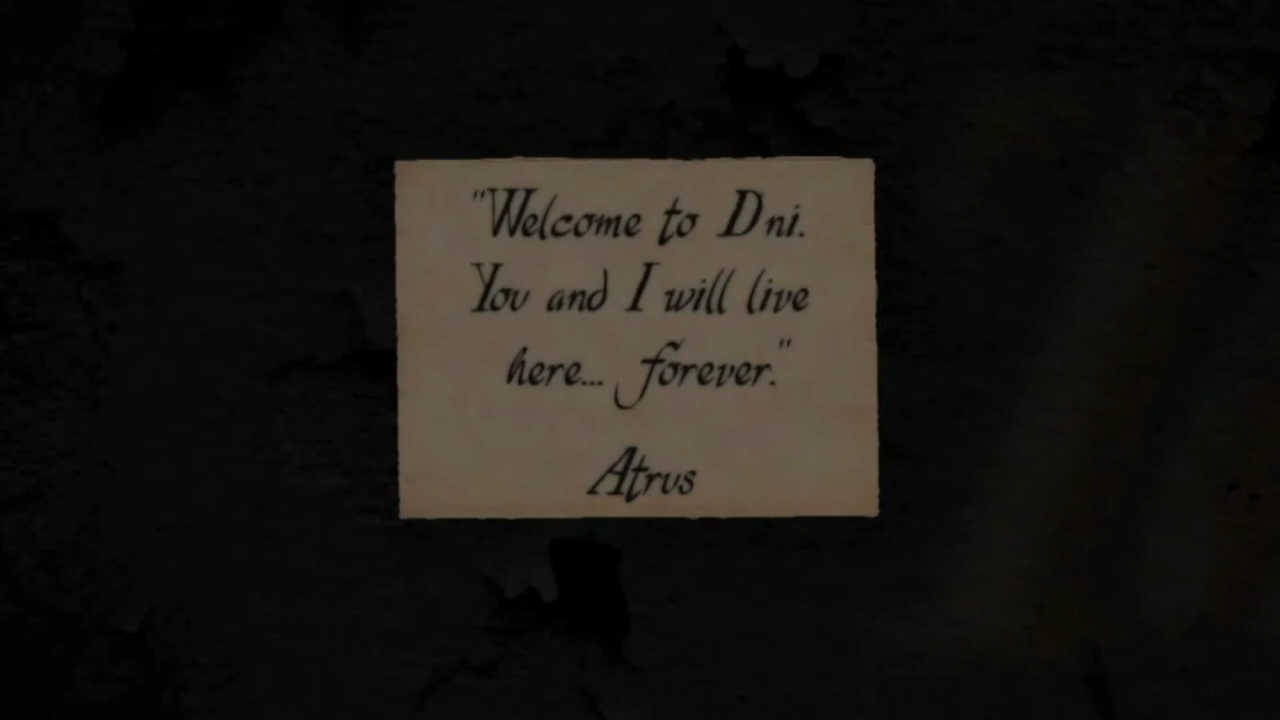 "Welcome to Dni.
You and I will live
here... forever."
Atrus